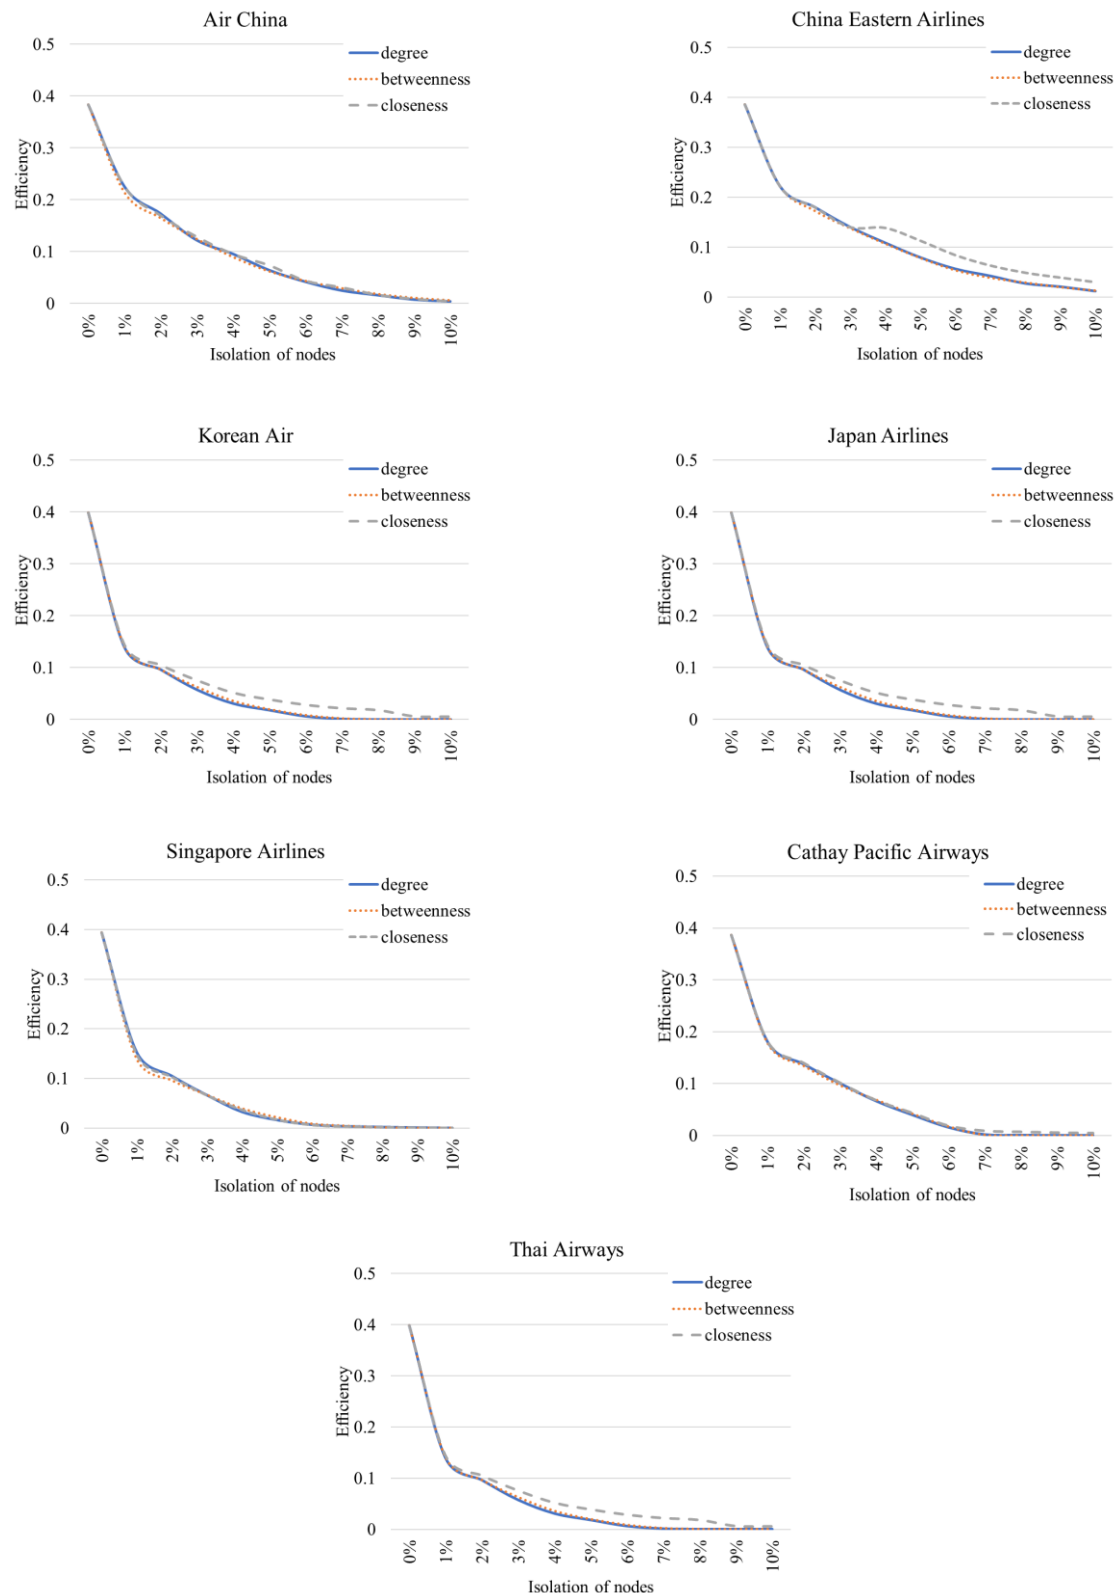 Air China
0.5
0.4
0.3
0.2
0.1
0
Efficiency
degree
betweenness
closeness
0%
1%
2%
3%
4%
5%
6%
7%
8%
9%
10%
Isolation of nodes
China Eastern Airlines
0.5
0.4
0.3
0.2
0.1
0
Efficiency
degree
betweenness
closeness
0%
1%
2%
3%
4%
5%
6%
7%
8%
9%
10%
Isolation of nodes
Korean Air
0.5
0.4
0.3
0.2
0.1
0
Efficiency
degree
betweenness
closeness
0%
1%
2%
3%
4%
5%
6%
7%
8%
9%
10%
Isolation of nodes
Japan Airlines
0.5
0.4
0.3
0.2
0.1
0
Efficiency
degree
betweenness
closeness
0%
1%
2%
3%
4%
5%
6%
7%
8%
9%
10%
Isolation of nodes
Singapore Airlines
0.5
0.4
0.3
0.2
0.1
0
Efficiency
degree
betweenness
closeness
0%
1%
2%
3%
4%
5%
6%
7%
8%
9%
10%
Isolation of nodes
Cathay Pacific Airways
0.5
0.4
0.3
0.2
0.1
0
Efficiency
degree
betweenness
closeness
0%
1%
2%
3%
4%
5%
6%
7%
8%
9%
10%
Isolation of nodes
Thai Airways
0.5
0.4
0.3
0.2
0.1
0
Efficiency
degree
betweenness
closeness
0%
1%
2%
3%
4%
5%
6%
7%
8%
9%
10%
Isolation of nodes